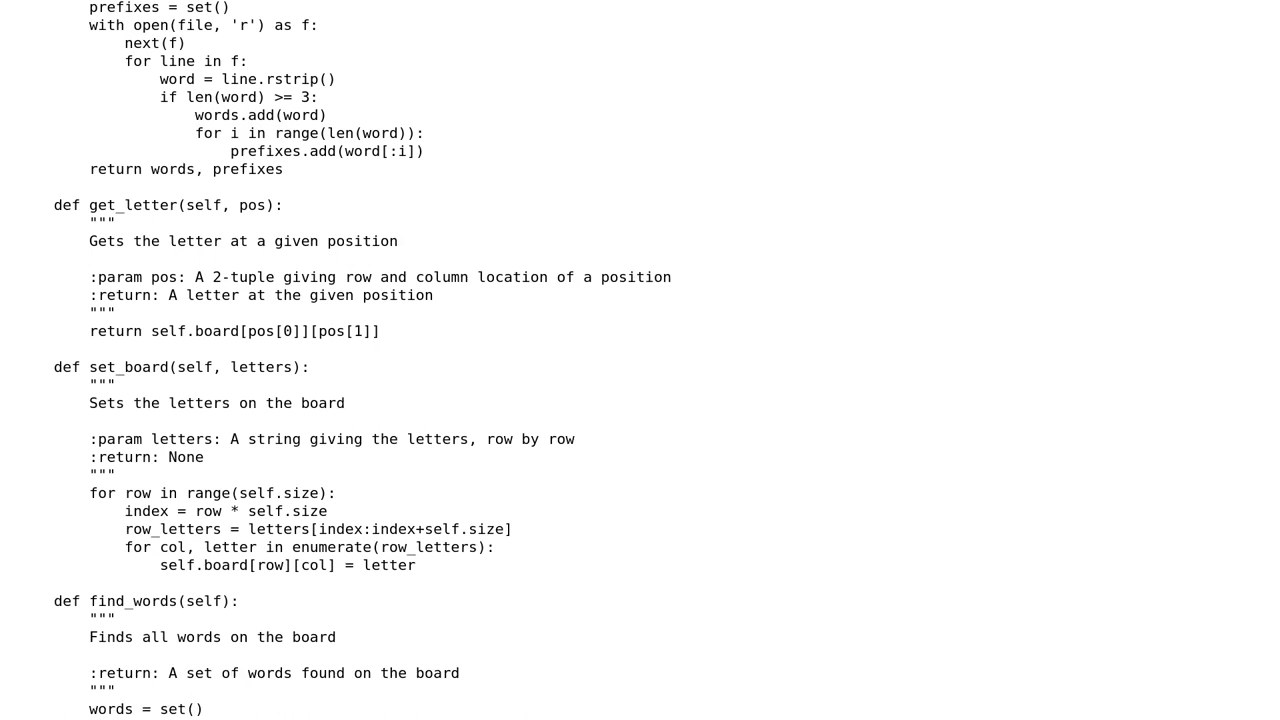 prefixes = set()
with open(file, 'r') as f:
next(f)
for line in f:
word = line.rstrip()
if len(word) >= 3:
words.add(word)
for i in range(len(word)):
prefixes.add(word[:i])
return words, prefixes
def get_letter(self, pos):
"""
Gets the letter at a given position
:param pos: A 2-tuple giving row and column location of a position
:return: A letter at the given position
"""
return self.board[pos[0]][pos[1]]
def set_board(self, letters):
"""
Sets the letters on the board
:param letters: A string giving the letters, row by row
:return: None
"""
for row in range(self.size):
index = row * self.size
row_letters = letters[index:index+self.size]
for col, letter in enumerate(row_letters):
self.board[row][col] = letter
def find_words(self):
"""
Finds all words on the board
:return: A set of words found on the board
"""
words = set()